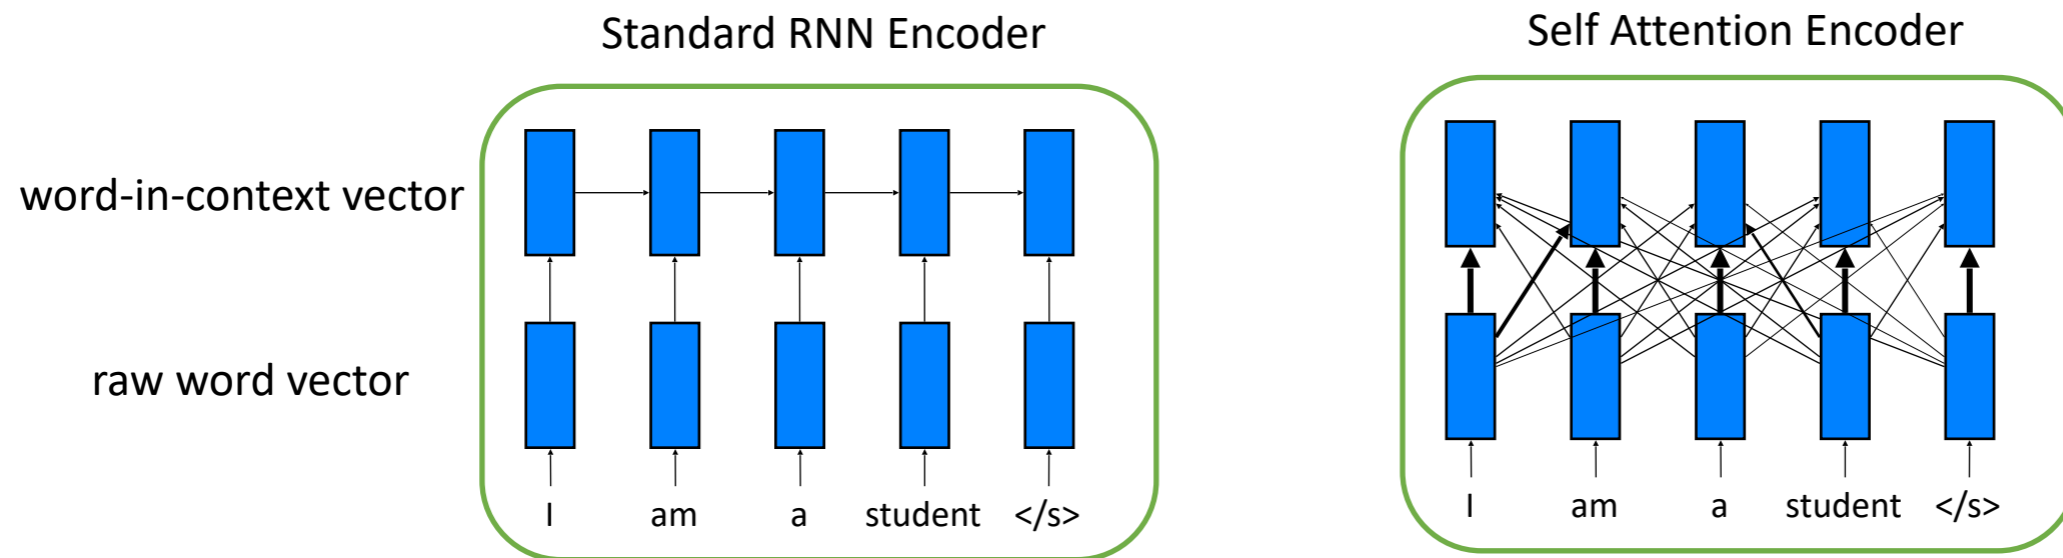 Standard RNN Encoder
Self Attention Encoder
word-in-context vector
raw word vector
I am a student </s>
I am a student </s>